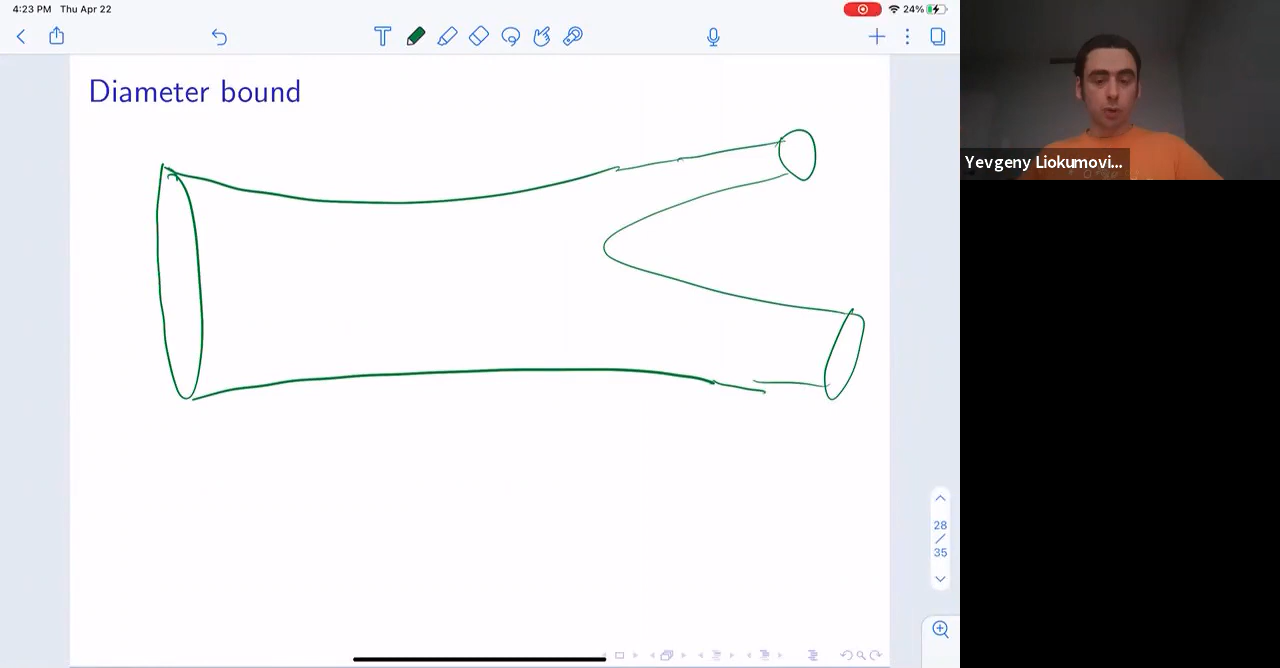 4:23 PM Thu Apr 22
24%
T
Diameter bound
Yevgeny Liokumovi...
28
/
35